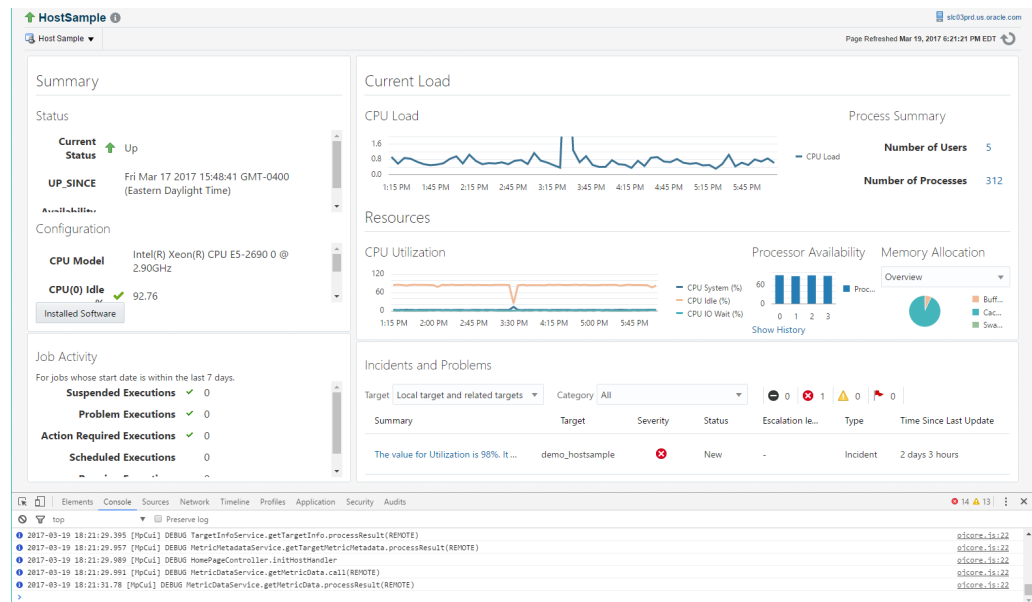 HostSample
slc03prd.us.oracle.com
Host Sample
Page Refreshed Mar 19, 2017 6:21:21 PM EDT
Summary
Status
Current Status Up
UP_SINCE Fri Mar 17 2017 15:48:41 GMT-0400 (Eastern Daylight Time)
Configuration
CPU Model Intel(R) Xeon(R) CPU E5-2690 0 @ 2.90GHz
CPU(0) Idle 92.76
Installed Software
Job Activity
For jobs whose start date is within the last 7 days.
Suspended Executions 0
Problem Executions 0
Action Required Executions 0
Scheduled Executions 0
Current Load
CPU Load
1.6
0.8
0.0
1:15 PM 1:45 PM 2:15 PM 2:45 PM 3:15 PM 3:45 PM 4:15 PM 4:45 PM 5:15 PM 5:45 PM
CPU Load
Process Summary
Number of Users 5
Number of Processes 312
Resources
CPU Utilization
120
60
0
1:15 PM 2:00 PM 2:45 PM 3:30 PM 4:15 PM 5:00 PM 5:45 PM
CPU System (%)
CPU Idle (%)
CPU IO Wait (%)
Processor Availability
60
0
0 1 2 3
Proc...
Show History
Memory Allocation
Overview
Buff...
Cac...
Swa...
Incidents and Problems
Target Local target and related targets Category All 0 1 0 0
Summary Target Severity Status Escalation le... Type Time Since Last Update
The value for Utilization is 98%. It ... demo_hostsample New - Incident 2 days 3 hours
Elements Console Sources Network Timeline Profiles Application Security Audits 14 13
top Preserve log
2017-03-19 18:21:29.395 [MpCui] DEBUG TargetInfoService.getTargetInfo.processResult(REMOTE) oicore.js:22
2017-03-19 18:21:29.957 [MpCui] DEBUG MetricMetadataService.getTargetMetricMetadata.processResult(REMOTE) oicore.js:22
2017-03-19 18:21:29.989 [MpCui] DEBUG HomePageController.initHostHandler oicore.js:22
2017-03-19 18:21:29.991 [MpCui] DEBUG MetricDataService.getMetricData.call(REMOTE) oicore.js:22
2017-03-19 18:21:31.78 [MpCui] DEBUG MetricDataService.getMetricData.processResult(REMOTE) oicore.js:22